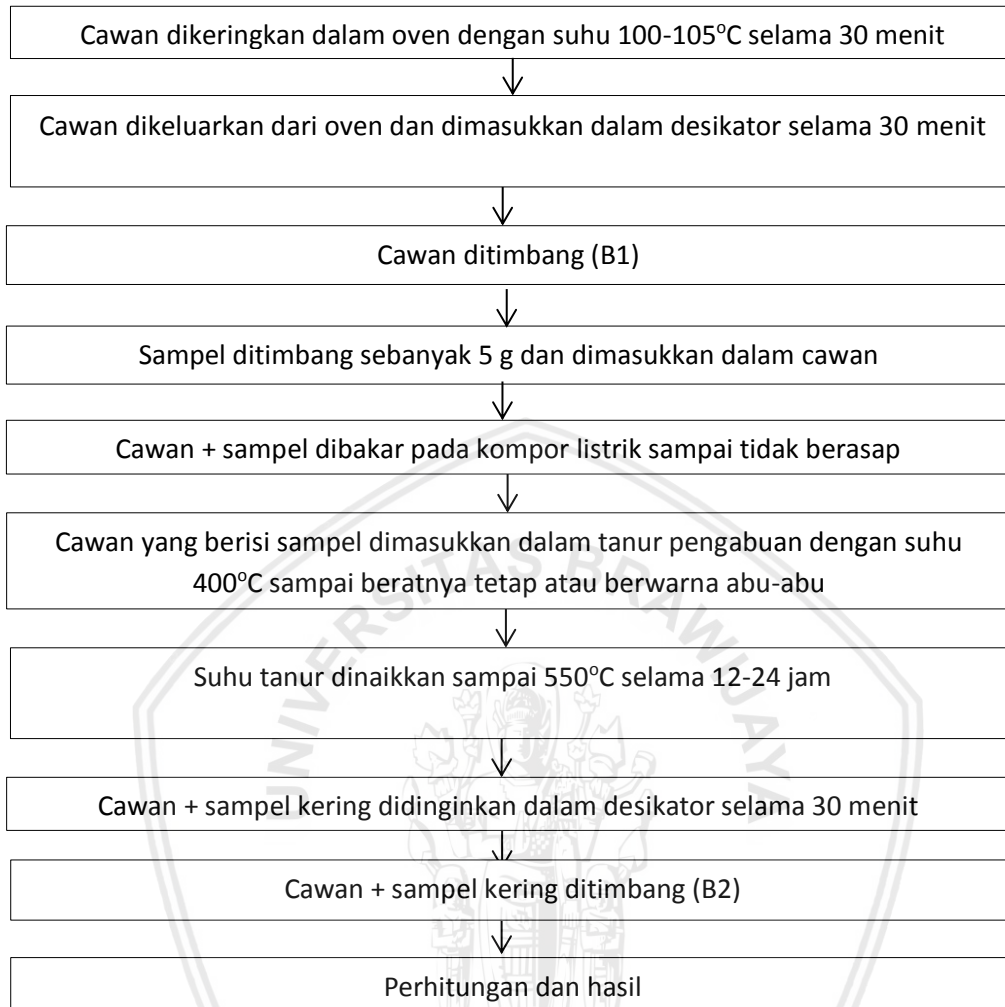 Cawan dikeringkan dalam oven dengan suhu 100-105°C selama 30 menit
Cawan dikeluarkan dari oven dan dimasukkan dalam desikator selama 30 menit
Cawan ditimbang (B1)
Sampel ditimbang sebanyak 5 g dan dimasukkan dalam cawan
Cawan + sampel dibakar pada kompor listrik sampai tidak berasap
Cawan yang berisi sampel dimasukkan dalam tanur pengabuan dengan suhu
400°C sampai beratnya tetap atau berwarna abu-abu
UNIVERSITAS BRAWIJAYA
Suhu tanur dinaikkan sampai 550°C selama 12-24 jam
Cawan + sampel kering didinginkan dalam desikator selama 30 menit
Cawan + sampel kering ditimbang (B2)
Perhitungan dan hasil